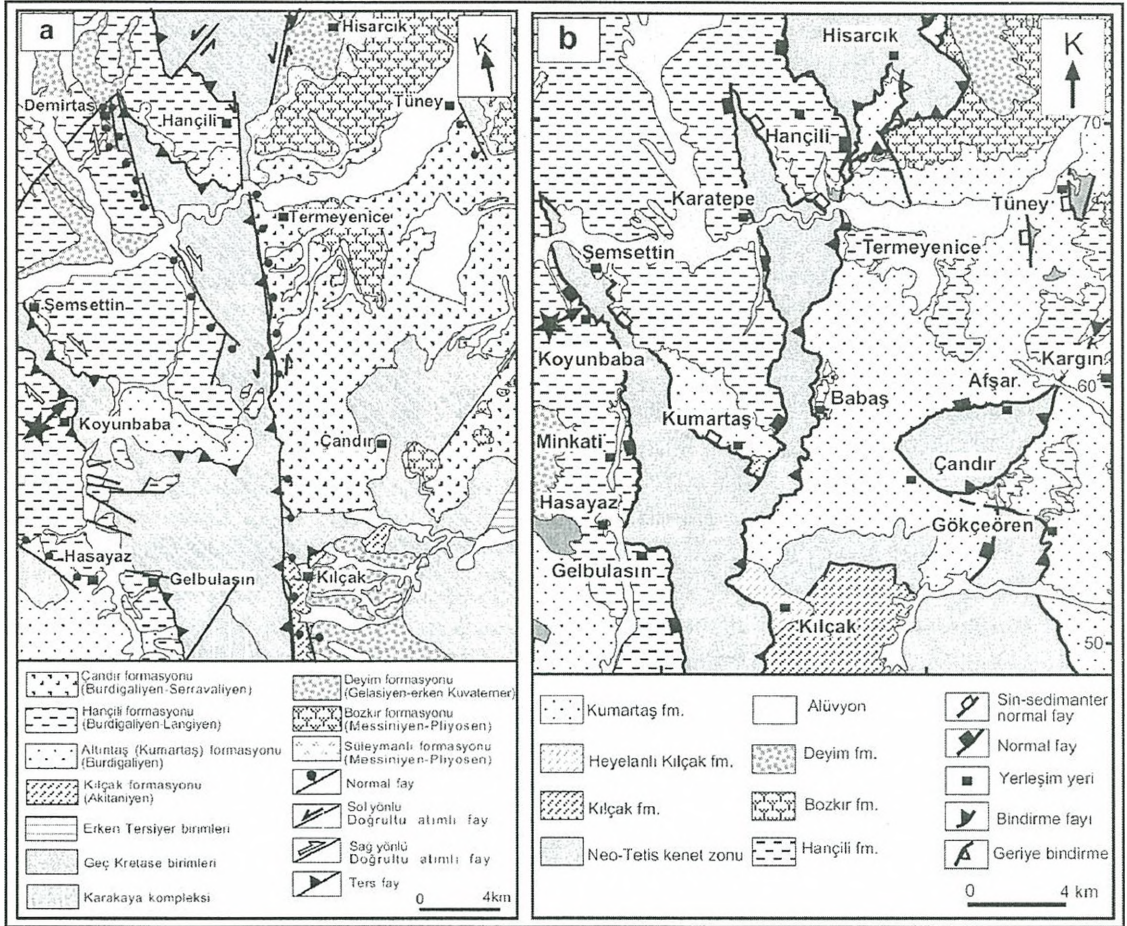 a
Hisarcık
K
Demirtaş
Tüney
Hançili
Termeyenice
Şemsettin
Koyunbaba
Çandır
Hasayaz
Gelbulasın
Kılçak
Çandır formasyonu
(Burdigaliyen-Serravaliyen)
Hançili formasyonu
(Burdigaliyen-Langiyen)
Altıntaş (Kumartaş) formasyonu
(Burdigaliyen)
Kılçak formasyonu
(Akitaniyen)
Erken Tersiyer birimleri
Geç Kretase birimleri
Karakaya kompleksi
Deyim formasyonu
(Gelasiyen-erken Kuvaterner)
Bozkır formasyonu
(Messiniyen-Pliyosen)
Süleymanlı formasyonu
(Messiniyen-Pliyosen)
Normal fay
Sol yönlü
Doğrultu atımlı fay
Sağ yönlü
Doğrultu atımlı fay
Ters fay
0 4km
b
Hisarcık
K
70
Hançili
Karatepe
Tüney
Şemsettin
Termeyenice
Koyunbaba
Kargın
Afşar
60
Babaş
Kumartaş
Minkati
Çandır
Hasayaz
Gökçeören
Gelbulasın
Kılçak
50
Kumartaş fm.
Heyelanlı Kılçak fm.
Kılçak fm.
Neo-Tetis kenet zonu
Alüvyon
Deyim fm.
Bozkır fm.
Hançili fm.
Sin-sedimanter
normal fay
Normal fay
Yerleşim yeri
Bindirme fayı
Geriye bindirme
0 4 km